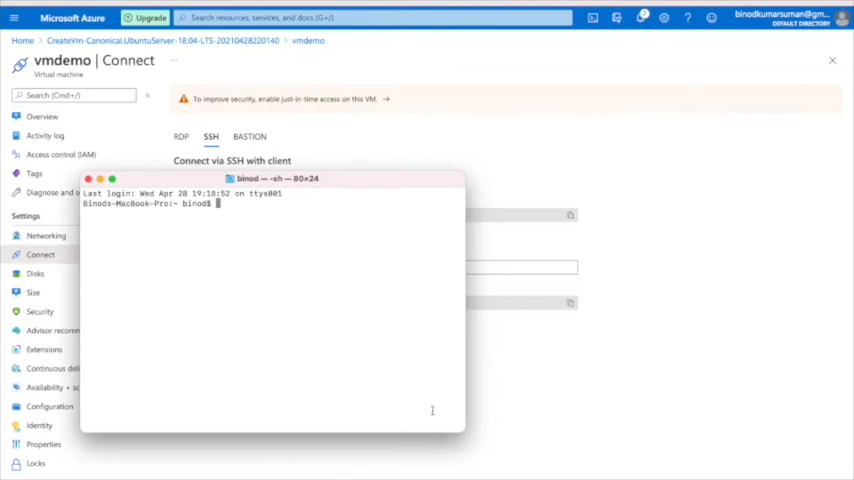 Microsoft Azure
Upgrade
Search resources, services, and docs (G+/)
binodkumarsuman@gm...
DEFAULT DIRECTORY
Home > CreateVm-Canonical.UbuntuServer-18.04-LTS-20210428220140 > vmdemo
vmdemo | Connect ...
Virtual machine
Search (Cmd+/)
To improve security, enable just-in-time access on this VM. →
Overview
Activity log
Access control (IAM)
Tags
Diagnose and s
Settings
Networking
Connect
Disks
Size
Security
Advisor recomm
Extensions
Continuous deli
Availability + sc
Configuration
Identity
Properties
Locks
RDP SSH BASTION
Connect via SSH with client
binod — -sh — 80×24
Last login: Wed Apr 28 19:18:52 on ttys001
Binods-MacBook-Pro:~ binod$